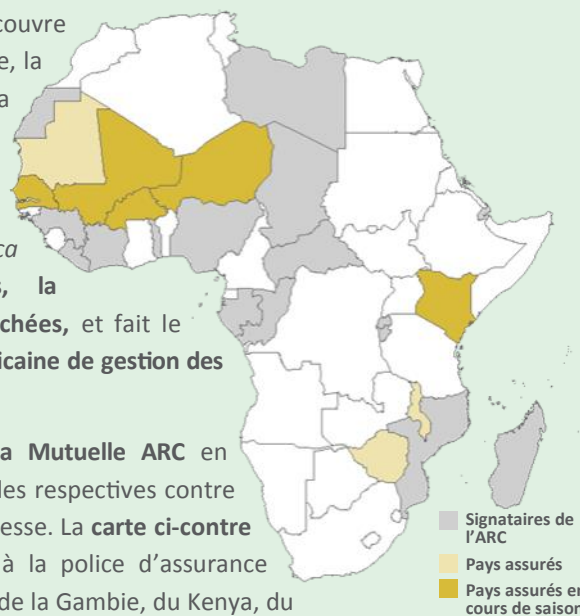 couvre
e, la
a
ca
s, la
chées, et fait le
icaine de gestion des
a Mutuelle ARC en
les respectives contre
esse. La carte ci-contre
à la police d’assurance
de la Gambie, du Kenya, du
Signataires de
l’ARC
Pays assurés
Pays assurés en
cours de saison